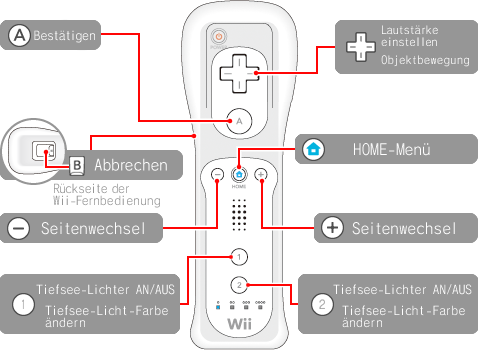 A Bestätigen
Lautstärke
einstellen
Objektbewegung
POWER
A
B Abbrechen
Rückseite der
Wii-Fernbedienung
HOME-Menü
HOME
− Seitenwechsel
+ Seitenwechsel
− +
1
2
1 Tiefsee-Lichter AN/AUS
Tiefsee-Licht-Farbe
ändern
2 Tiefsee-Lichter AN/AUS
Tiefsee-Licht-Farbe
ändern
Wii